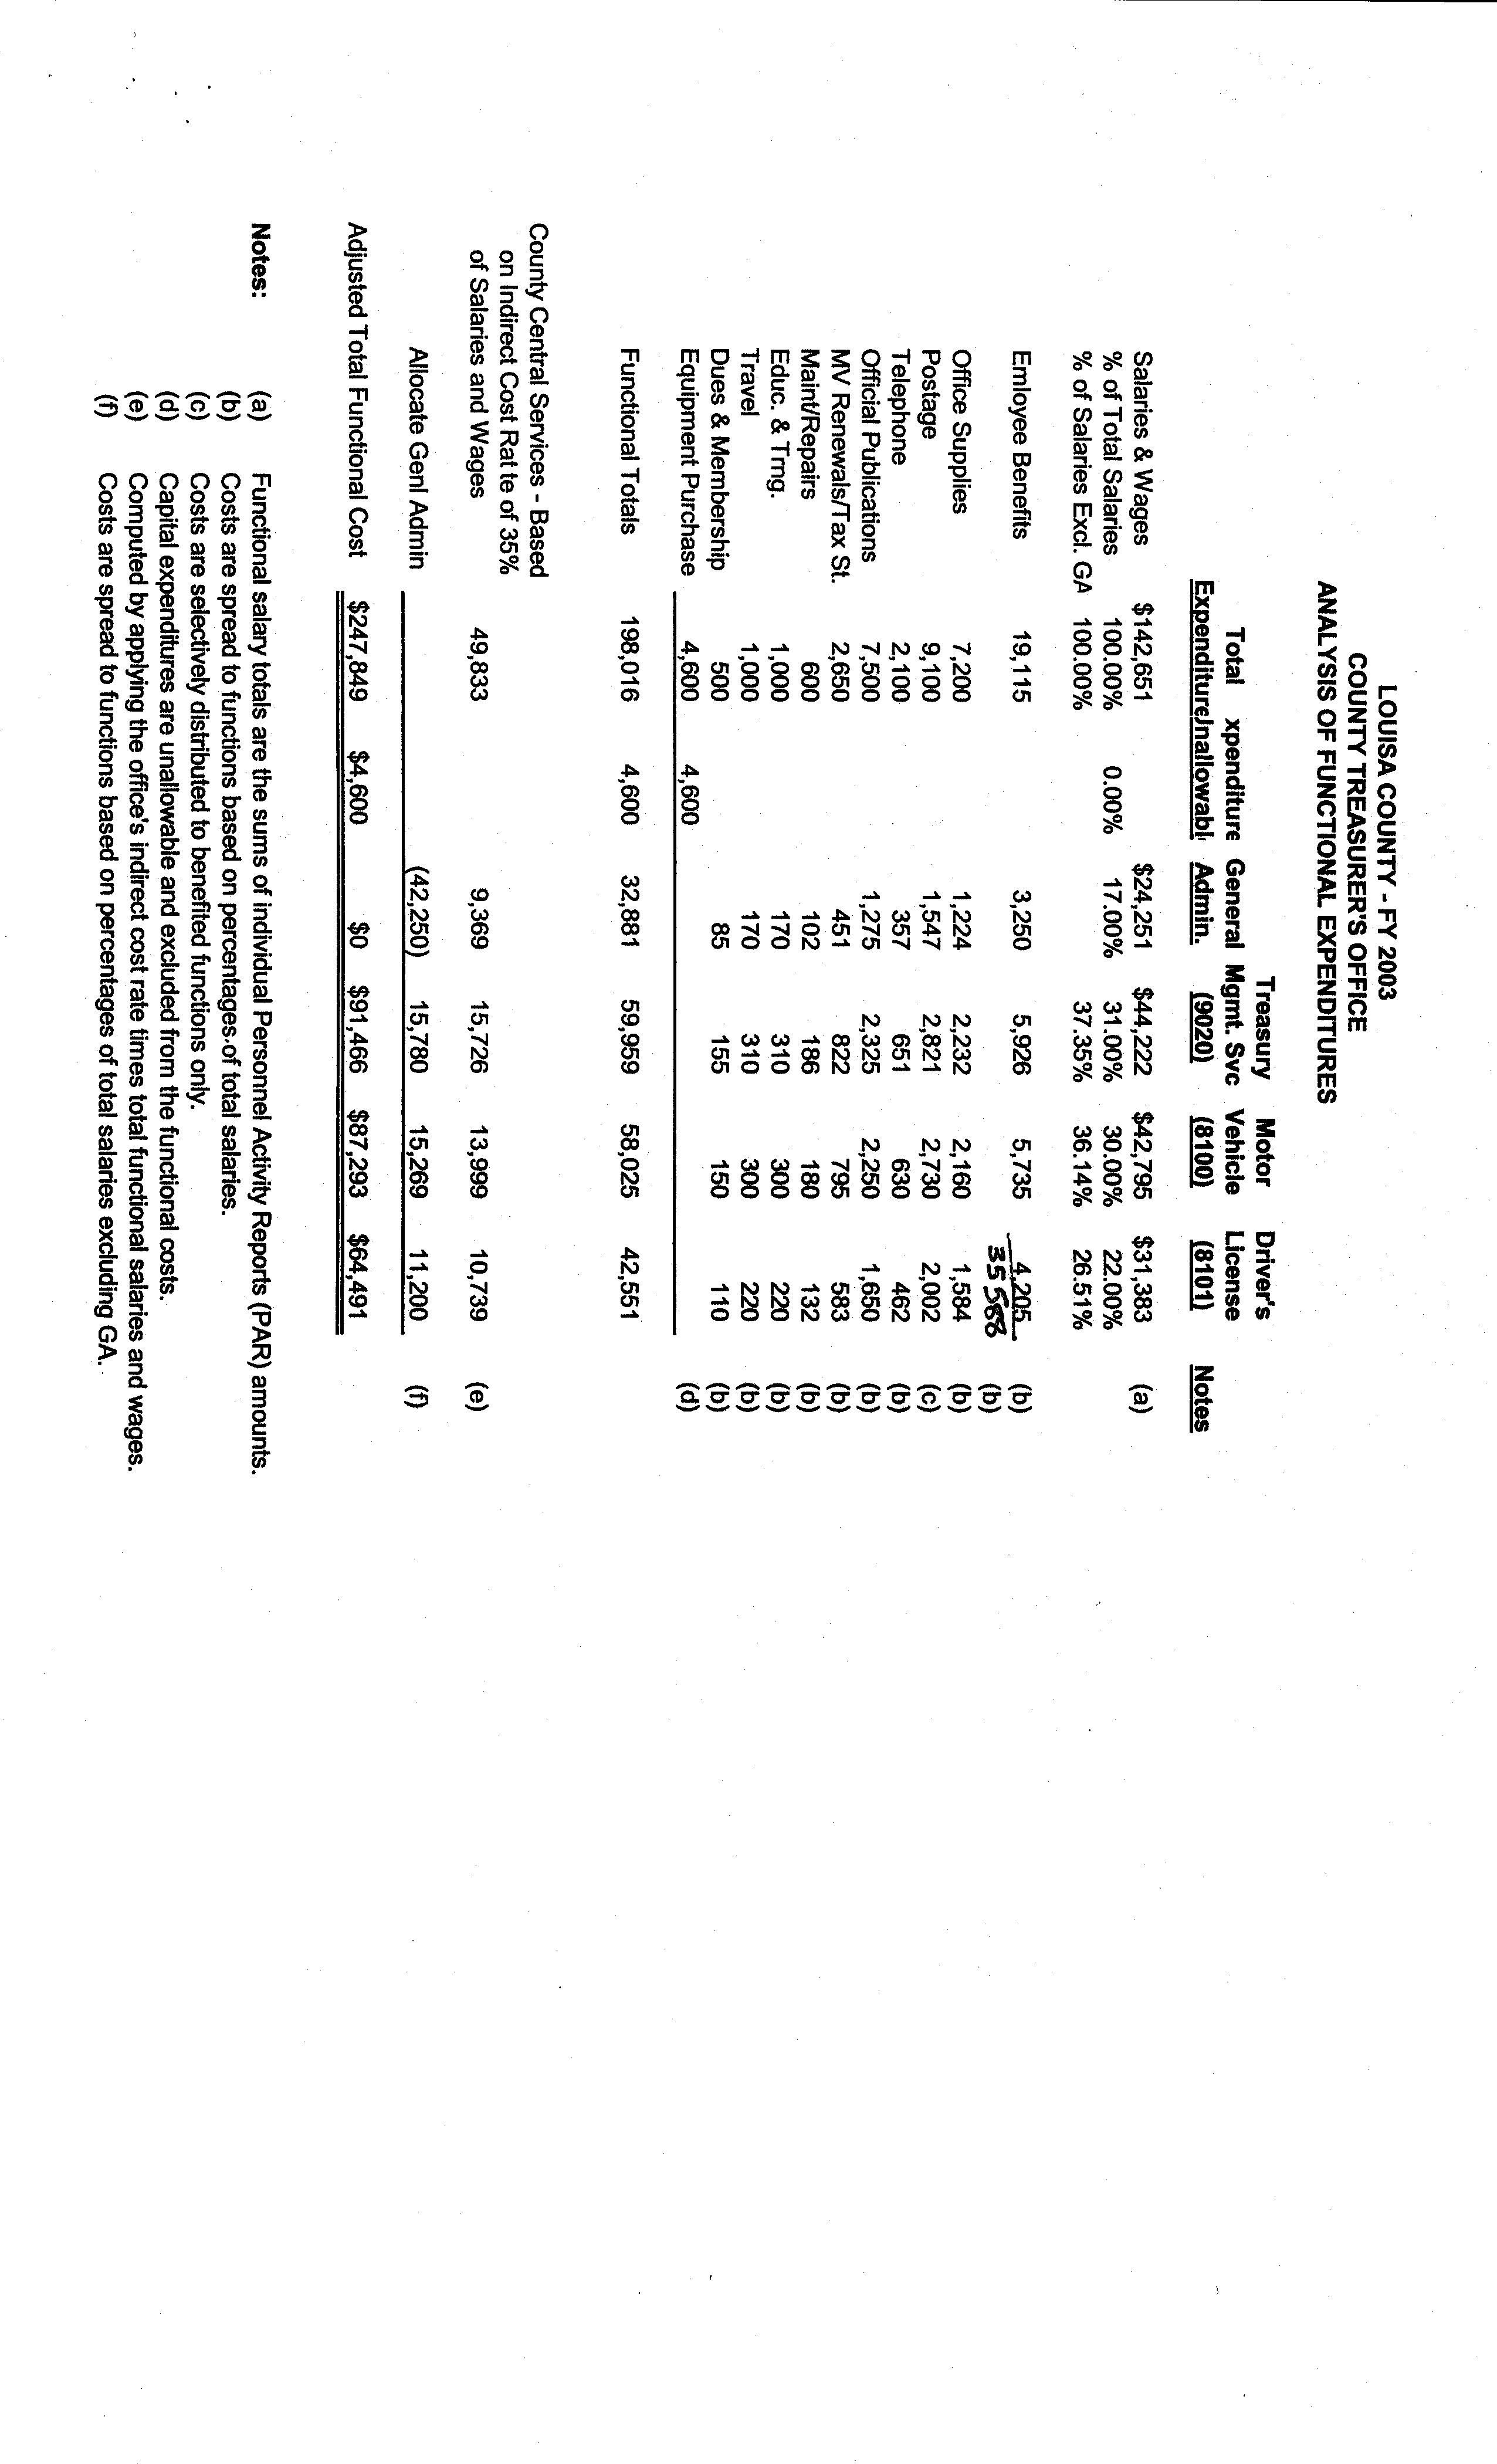 LOUISA COUNTY - FY 2003
COUNTY TREASURER'S OFFICE
ANALYSIS OF FUNCTIONAL EXPENDITURES
Treasury Motor Driver's
Total xpenditure General Mgmt. Svc Vehicle License
ExpenditureJnallowabl Admin. (9020) (8100) (8101) Notes
Salaries & Wages $142,651 $24,251 $44,222 $42,795 $31,383 (a)
% of Total Salaries 100.00% 0.00% 17.00% 31.00% 30.00% 22.00%
% of Salaries Excl. GA 100.00% 37.35% 36.14% 26.51%
Emloyee Benefits 19,115 3,250 5,926 5,735 4,205 (b)
35588 (b)
Office Supplies 7,200 1,224 2,232 2,160 1,584 (b)
Postage 9,100 1,547 2,821 2,730 2,002 (c)
Telephone 2,100 357 651 630 462 (b)
Official Publications 7,500 1,275 2,325 2,250 1,650 (b)
MV Renewals/Tax St. 2,650 451 822 795 583 (b)
Maint/Repairs 600 102 186 180 132 (b)
Educ. & Trng. 1,000 170 310 300 220 (b)
Travel 1,000 170 310 300 220 (b)
Dues & Membership 500 85 155 150 110 (b)
Equipment Purchase 4,600 4,600 (d)
Functional Totals 198,016 4,600 32,881 59,959 58,025 42,551
County Central Services - Based
on Indirect Cost Rat te of 35%
of Salaries and Wages 49,833 9,369 15,726 13,999 10,739 (e)
Allocate Genl Admin (42,250) 15,780 15,269 11,200 (f)
Adjusted Total Functional Cost $247,849 $4,600 $0 $91,466 $87,293 $64,491
Notes: (a) Functional salary totals are the sums of individual Personnel Activity Reports (PAR) amounts.
(b) Costs are spread to functions based on percentages of total salaries.
(c) Costs are selectively distributed to benefited functions only.
(d) Capital expenditures are unallowable and excluded from the functional costs.
(e) Computed by applying the office's indirect cost rate times total functional salaries and wages.
(f) Costs are spread to functions based on percentages of total salaries excluding GA.